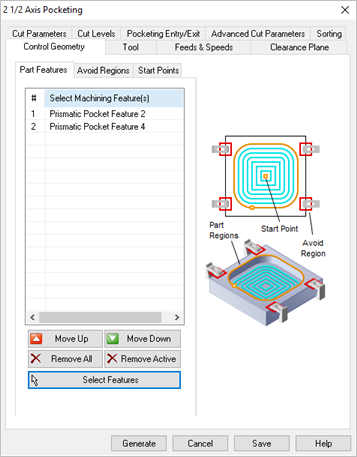 2 1/2 Axis Pocketing
Cut Parameters Cut Levels Pocketing Entry/Exit Advanced Cut Parameters Sorting
Control Geometry Tool Feeds & Speeds Clearance Plane
Part Features Avoid Regions Start Points
# Select Machining Feature(s)
1 Prismatic Pocket Feature 2
2 Prismatic Pocket Feature 4
Start Point
Part
Regions
Avoid
Region
Move Up Move Down
Remove All Remove Active
Select Features
Generate Cancel Save Help